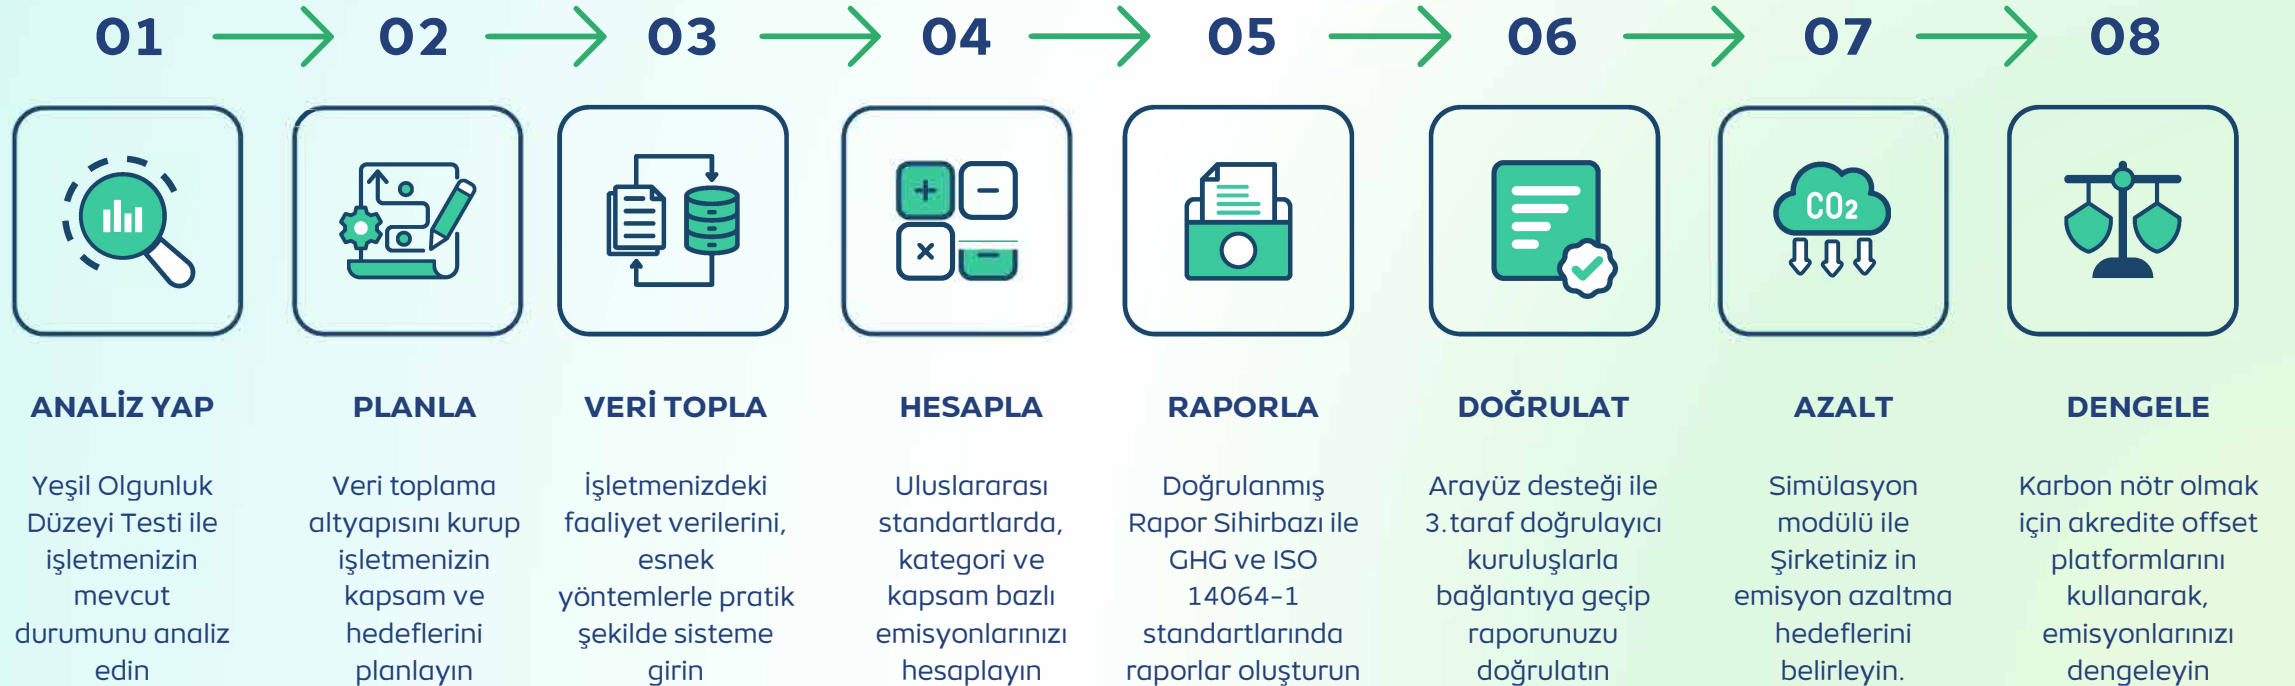 01
02
03
04
05
06
07
08
CO2
ANALİZ YAP
Yeşil Olgunluk
Düzeyi Testi ile
işletmenizin
mevcut
durumunu analiz
edin
PLANLA
Veri toplama
altyapısını kurup
işletmenizin
kapsam ve
hedeflerini
planlayın
VERİ TOPLA
İşletmenizdeki
faaliyet verilerini,
esnek
yöntemlerle pratik
şekilde sisteme
girin
HESAPLA
Uluslararası
standartlarda,
kategori ve
kapsam bazlı
emisyonlarınızı
hesaplayın
RAPORLA
Doğrulanmış
Rapor Sihirbazı ile
GHG ve ISO
14064-1
standartlarında
raporlar oluşturun
DOĞRULAT
Arayüz desteği ile
3.taraf doğrulayıcı
kuruluşlarla
bağlantıya geçip
raporunuzu
doğrulatın
AZALT
Simülasyon
modülü ile
Şirketiniz in
emisyon azaltma
hedeflerini
belirleyin.
DENGELE
Karbon nötr olmak
için akredite offset
platformlarını
kullanarak,
emisyonlarınızı
dengeleyin